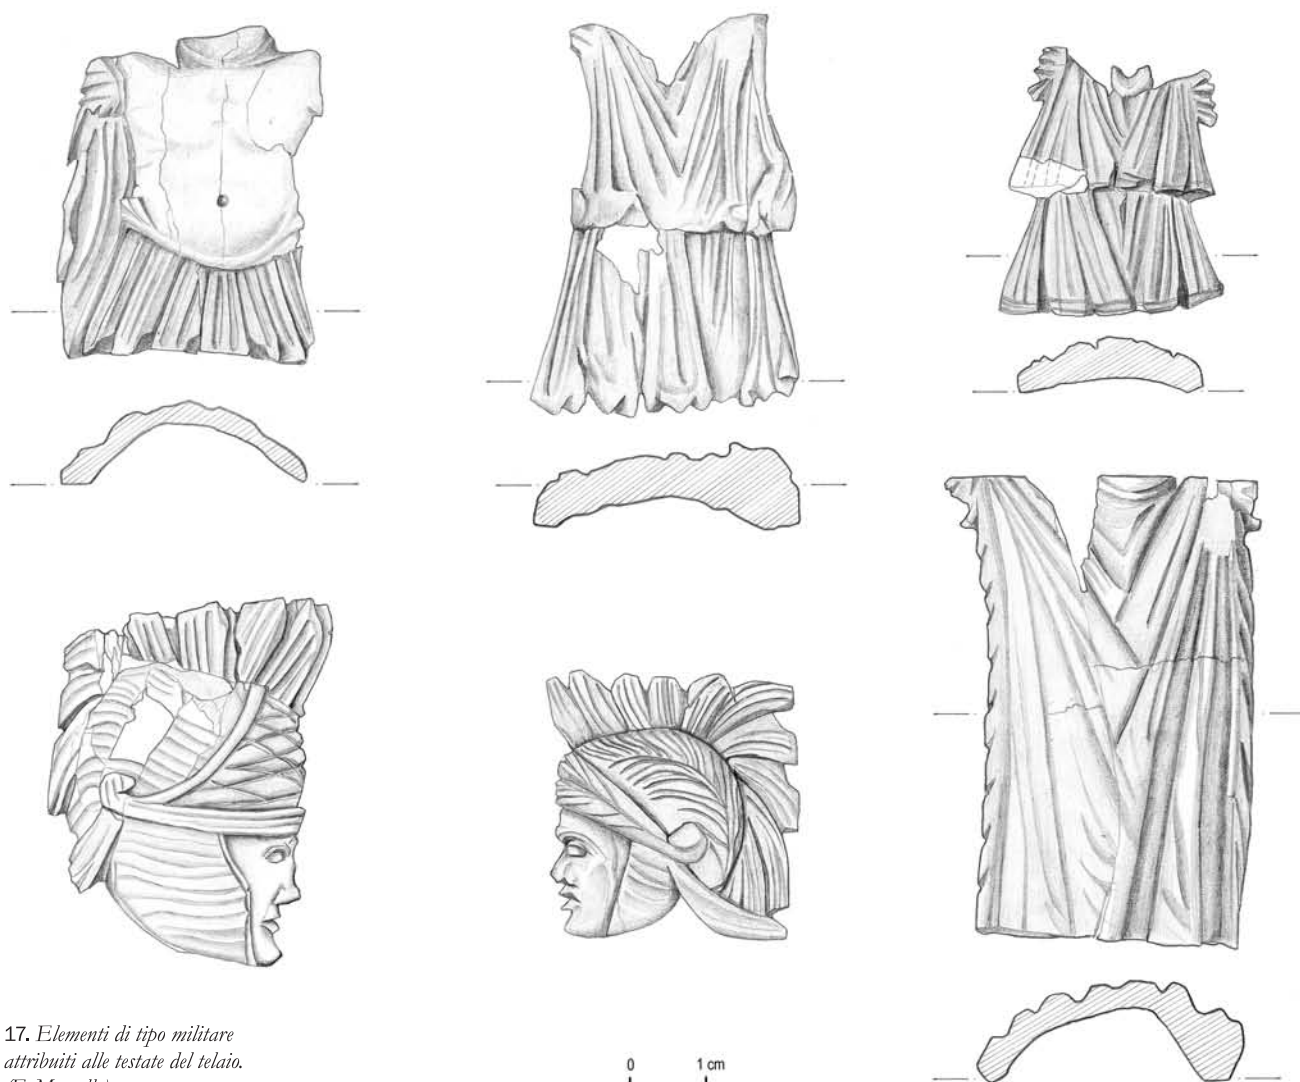 17. Elementi di tipo militare
attribuiti alle testate del telaio.
0 1 cm